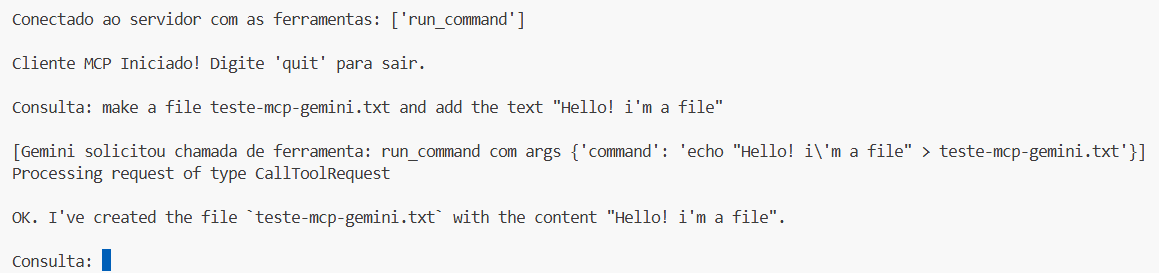 Conectado ao servidor com as ferramentas: ['run_command']
Cliente MCP Iniciado! Digite 'quit' para sair.
Consulta: make a file teste-mcp-gemini.txt and add the text "Hello! i'm a file"
[Gemini solicitou chamada de ferramenta: run_command com args {'command': 'echo "Hello! i\'m a file" > teste-mcp-gemini.txt'}]
Processing request of type CallToolRequest
OK. I've created the file `teste-mcp-gemini.txt` with the content "Hello! i'm a file".
Consulta: